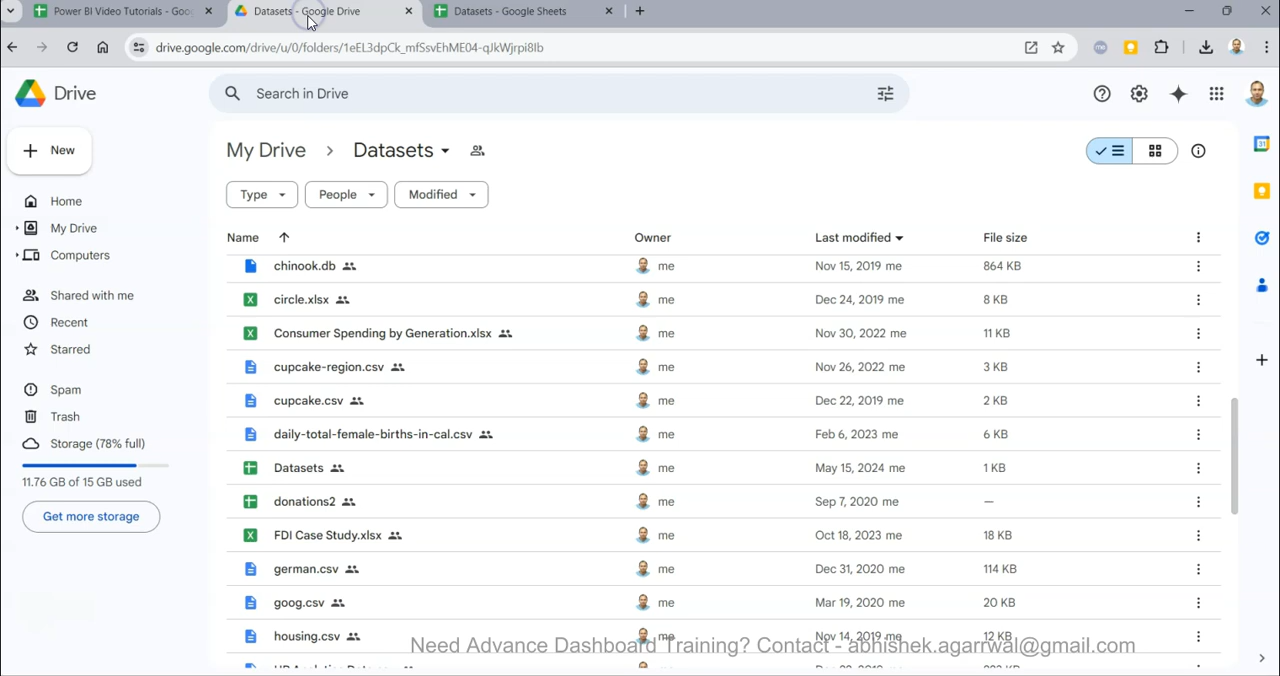 Power BI Video Tutorials - Goo
Datasets - Google Drive
Datasets - Google Sheets
drive.google.com/drive/u/0/folders/1eEL3dpCk_mfSsvEhME04-qJkWjrpi8Ib
Drive
Search in Drive
New
My Drive > Datasets
Type
People
Modified
Home
My Drive
Computers
Shared with me
Recent
Starred
Spam
Trash
Storage (78% full)
11.76 GB of 15 GB used
Get more storage
Name Owner Last modified File size
chinook.db me Nov 15, 2019 me 864 KB
circle.xlsx me Dec 24, 2019 me 8 KB
Consumer Spending by Generation.xlsx me Nov 30, 2022 me 11 KB
cupcake-region.csv me Nov 26, 2022 me 3 KB
cupcake.csv me Dec 22, 2019 me 2 KB
daily-total-female-births-in-cal.csv me Feb 6, 2023 me 6 KB
Datasets me May 15, 2024 me 1 KB
donations2 me Sep 7, 2020 me —
FDI Case Study.xlsx me Oct 18, 2023 me 18 KB
german.csv me Dec 31, 2020 me 114 KB
goog.csv me Mar 19, 2020 me 20 KB
housing.csv me Nov 14, 2019 me 12 KB
Need Advance Dashboard Training? Contact - abhishek.agarrwal@gmail.com